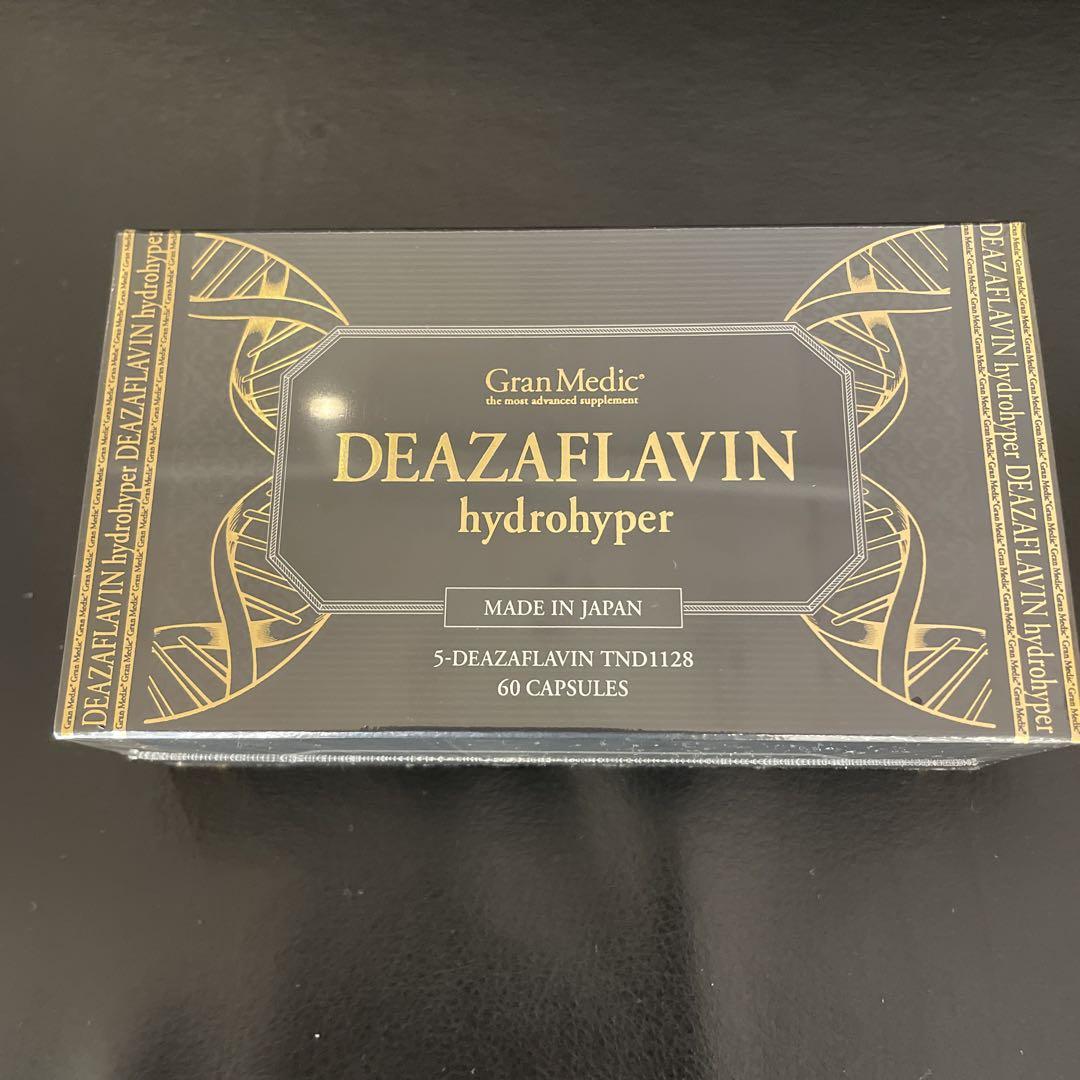 Gran Medic®
the most advanced supplement
DEAZAFLAVIN
hydrohyper
MADE IN JAPAN
5-DEAZAFLAVIN TND1128
60 CAPSULES
DEAZAFLAVIN hydrohyper DEAZAFLAVIN hydrohyper
DEAZAFLAVIN hydrohyper DEAZAFLAVIN hydrohyper